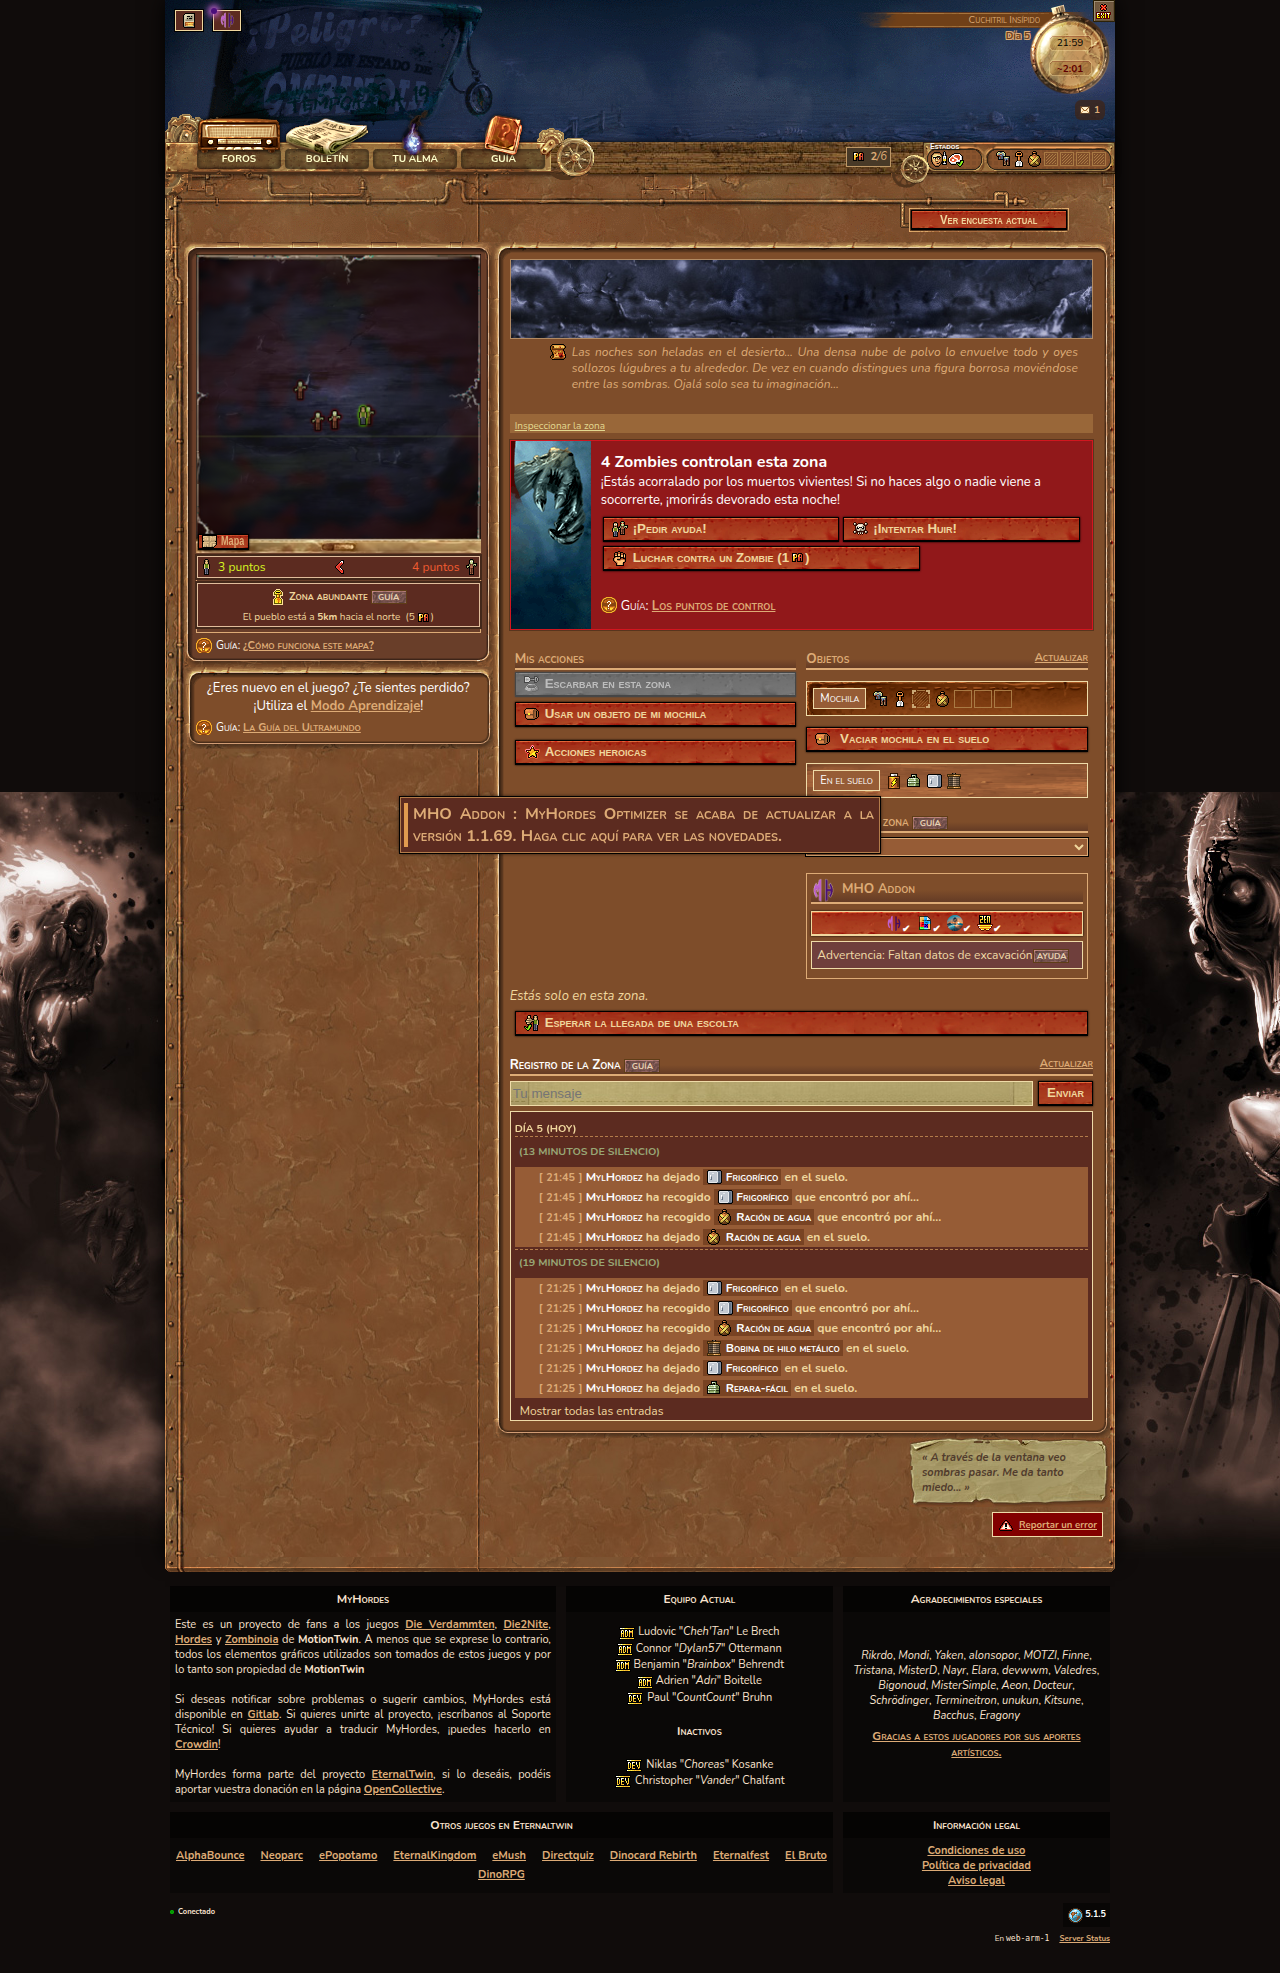 CUCHITRIL INSÍPIDO
Día 5
21:59
~2:01
EXIT
1
¡Peligro!
PUEBLO EN ESTADO DE
FOROS
BOLETÍN
TU ALMA
GUÍA
2/6
ESTADOS
VER ENCUESTA ACTUAL
Las noches son heladas en el desierto... Una densa nube de polvo lo envuelve todo y oyes
sollozos lúgubres a tu alrededor. De vez en cuando distingues una figura borrosa moviéndose
entre las sombras. Ojalá solo sea tu imaginación...
Inspeccionar la zona
4 Zombies controlan esta zona
¡Estás acorralado por los muertos vivientes! Si no haces algo o nadie viene a
socorrerte, ¡morirás devorado esta noche!
¡PEDIR AYUDA!
¡INTENTAR HUIR!
LUCHAR CONTRA UN ZOMBIE (1 PA)
GUÍA: LOS PUNTOS DE CONTROL
Mapa
3 puntos
4 puntos
ZONA ABUNDANTE GUÍA
El pueblo está a 5km hacia el norte (5 PA)
GUÍA: ¿CÓMO FUNCIONA ESTE MAPA?
¿Eres nuevo en el juego? ¿Te sientes perdido?
¡Utiliza el Modo Aprendizaje!
GUÍA: LA GUÍA DEL ULTRAMUNDO
MIS ACCIONES
ESCARBAR EN ESTA ZONA
USAR UN OBJETO DE MI MOCHILA
ACCIONES HEROICAS
OBJETOS
ACTUALIZAR
MOCHILA
VACIAR MOCHILA EN EL SUELO
EN EL SUELO
ZONA GUÍA
MHO ADDON : MYHORDES OPTIMIZER SE ACABA DE ACTUALIZAR A LA
VERSIÓN 1.1.69. HAGA CLIC AQUÍ PARA VER LAS NOVEDADES.
MHO ADDON
Advertencia: Faltan datos de excavación AYUDA
Estás solo en esta zona.
ESPERAR LA LLEGADA DE UNA ESCOLTA
REGISTRO DE LA ZONA GUÍA
ACTUALIZAR
Tu mensaje
ENVIAR
DÍA 5 (HOY)
(13 MINUTOS DE SILENCIO)
[ 21:45 ] MYLHORDEZ ha dejado FRIGORÍFICO en el suelo.
[ 21:45 ] MYLHORDEZ ha recogido FRIGORÍFICO que encontró por ahí...
[ 21:45 ] MYLHORDEZ ha recogido RACIÓN DE AGUA que encontró por ahí...
[ 21:45 ] MYLHORDEZ ha dejado RACIÓN DE AGUA en el suelo.
(19 MINUTOS DE SILENCIO)
[ 21:25 ] MYLHORDEZ ha dejado FRIGORÍFICO en el suelo.
[ 21:25 ] MYLHORDEZ ha recogido FRIGORÍFICO que encontró por ahí...
[ 21:25 ] MYLHORDEZ ha recogido RACIÓN DE AGUA que encontró por ahí...
[ 21:25 ] MYLHORDEZ ha dejado BOBINA DE HILO METÁLICO en el suelo.
[ 21:25 ] MYLHORDEZ ha dejado FRIGORÍFICO en el suelo.
[ 21:25 ] MYLHORDEZ ha dejado REPARA-FÁCIL en el suelo.
Mostrar todas las entradas
« A través de la ventana veo
sombras pasar. Me da tanto
miedo... »
Reportar un error
MYHORDES
Este es un proyecto de fans a los juegos Die Verdammten, Die2Nite,
Hordes y Zombinoia de MotionTwin. A menos que se exprese lo contrario,
todos los elementos gráficos utilizados son tomados de estos juegos y por
lo tanto son propiedad de MotionTwin
Si deseas notificar sobre problemas o sugerir cambios, MyHordes está
disponible en Gitlab. Si quieres unirte al proyecto, ¡escríbanos al Soporte
Técnico! Si quieres ayudar a traducir MyHordes, ¡puedes hacerlo en
Crowdin!
MyHordes forma parte del proyecto EternalTwin, si lo deseáis, podéis
aportar vuestra donación en la página OpenCollective.
EQUIPO ACTUAL
ADM Ludovic "Cheh'Tan" Le Brech
ADM Connor "Dylan57" Ottermann
ADM Benjamin "Brainbox" Behrendt
ADM Adrien "Adri" Boitelle
DEV Paul "CountCount" Bruhn
INACTIVOS
DEV Niklas "Choreas" Kosanke
DEV Christopher "Vander" Chalfant
AGRADECIMIENTOS ESPECIALES
Rikrdo, Mondi, Yaken, alonsopor, MOTZI, Finne,
Tristana, MisterD, Nayr, Elara, devwwm, Valedres,
Bigonoud, MisterSimple, Aeon, Docteur,
Schrödinger, Termineitron, unukun, Kitsune,
Bacchus, Eragony
GRACIAS A ESTOS JUGADORES POR SUS APORTES
ARTÍSTICOS.
OTROS JUEGOS EN ETERNALTWIN
AlphaBounce Neoparc ePopotamo EternalKingdom eMush Directquiz Dinocard Rebirth Eternalfest El Bruto
DinoRPG
INFORMACIÓN LEGAL
Condiciones de uso
Política de privacidad
Aviso legal
Conectado
5.1.5
En web-arm-1 Server Status